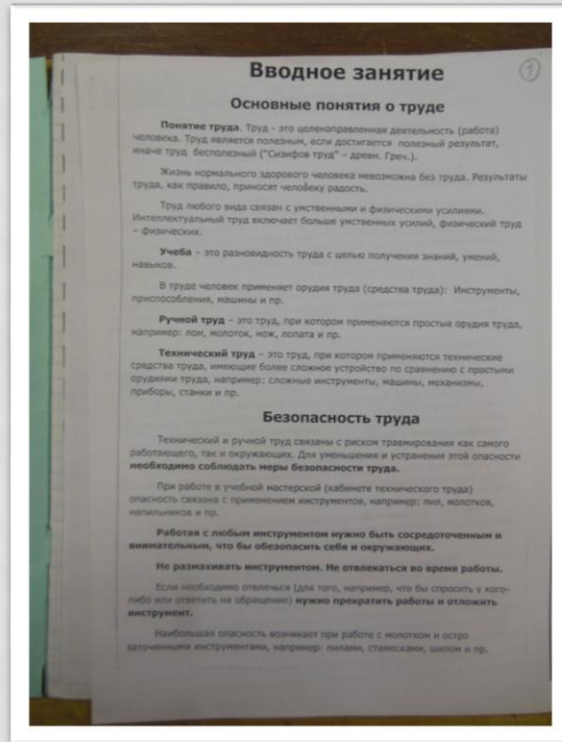 Вводное занятие
1
Основные понятия о труде
Понятие труда. Труд - это целенаправленная деятельность (работа)
человека. Труд является полезным, если достигается полезный результат,
иначе труд бесполезный ("Сизифов труд" – древн. Греч.).
Жизнь нормального здорового человека невозможна без труда. Результаты
труда, как правило, приносят человеку радость.
Труд любого вида связан с умственными и физическими усилиями.
Интеллектуальный труд включает больше умственных усилий, физический труд
– физических.
Учеба – это разновидность труда с целью получения знаний, умений,
навыков.
В труде человек применяет орудия труда (средства труда): Инструменты,
приспособления, машины и пр.
Ручной труд – это труд, при котором применяются простые орудия труда,
например: лом, молоток, нож, лопата и пр.
Технический труд – это труд, при котором применяются технические
средства труда, имеющие более сложное устройство по сравнению с простыми
орудиями труда, например: сложные инструменты, машины, механизмы,
приборы, станки и пр.
Безопасность труда
Технический и ручной труд связаны с риском травмирования как самого
работающего, так и окружающих. Для уменьшения и устранения этой опасности
необходимо соблюдать меры безопасности труда.
При работе в учебной мастерской (кабинете технического труда)
опасность связана с применением инструментов, например: пил, молотков,
напильников и пр.
Работая с любым инструментом нужно быть сосредоточенным и
внимательным, что бы обезопасить себя и окружающих.
Не размахивать инструментом. Не отвлекаться во время работы.
Если необходимо отвлечься (для того, например, что бы спросить у кого-
либо или ответить на обращение) нужно прекратить работы и отложить
инструмент.
Наибольшая опасность возникает при работе с молотком и остро
заточенными инструментами, например: пилами, стамесками, шилом и пр.